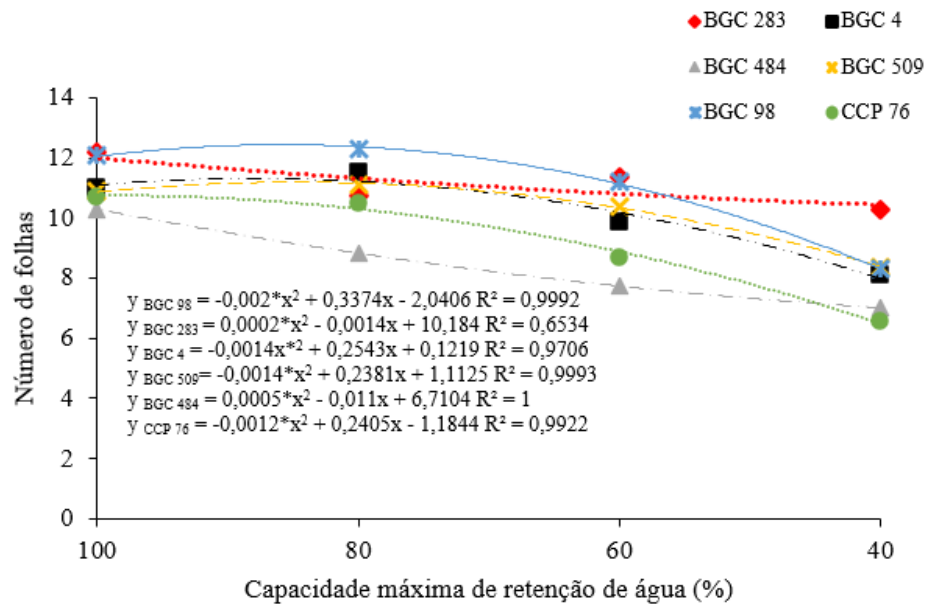 BGC 283 BGC 4
BGC 484 BGC 509
BGC 98 CCP 76
Número de folhas
14
12
10
8
6
4
2
0
y BGC 98 = -0,002*x² + 0,3374x - 2,0406 R² = 0,9992
y BGC 283 = 0,0002*x² - 0,0014x + 10,184 R² = 0,6534
y BGC 4 = -0,0014x*² + 0,2543x + 0,1219 R² = 0,9706
y BGC 509= -0,0014*x² + 0,2381x + 1,1125 R² = 0,9993
y BGC 484 = 0,0005*x² - 0,011x + 6,7104 R² = 1
y CCP 76 = -0,0012*x² + 0,2405x - 1,1844 R² = 0,9922
100 80 60 40
Capacidade máxima de retenção de água (%)